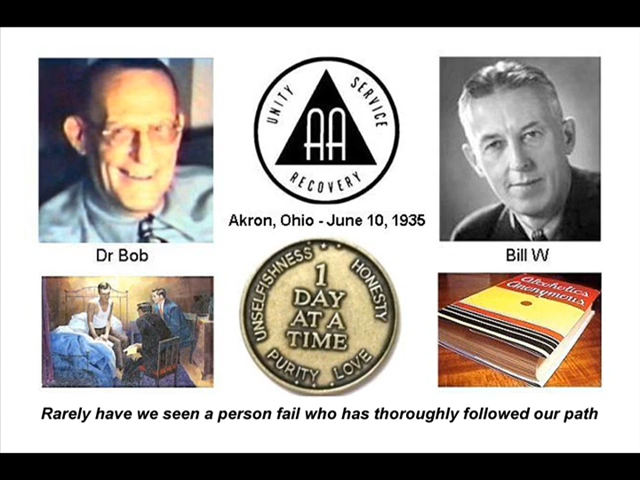 UNITY SERVICE
AA
RECOVERY
Akron, Ohio - June 10, 1935
Dr Bob
Bill W
UNSELFISHNESS HONESTY
1
DAY
AT A
TIME
PURITY LOVE
Alcoholics
Anonymous
Rarely have we seen a person fail who has thoroughly followed our path